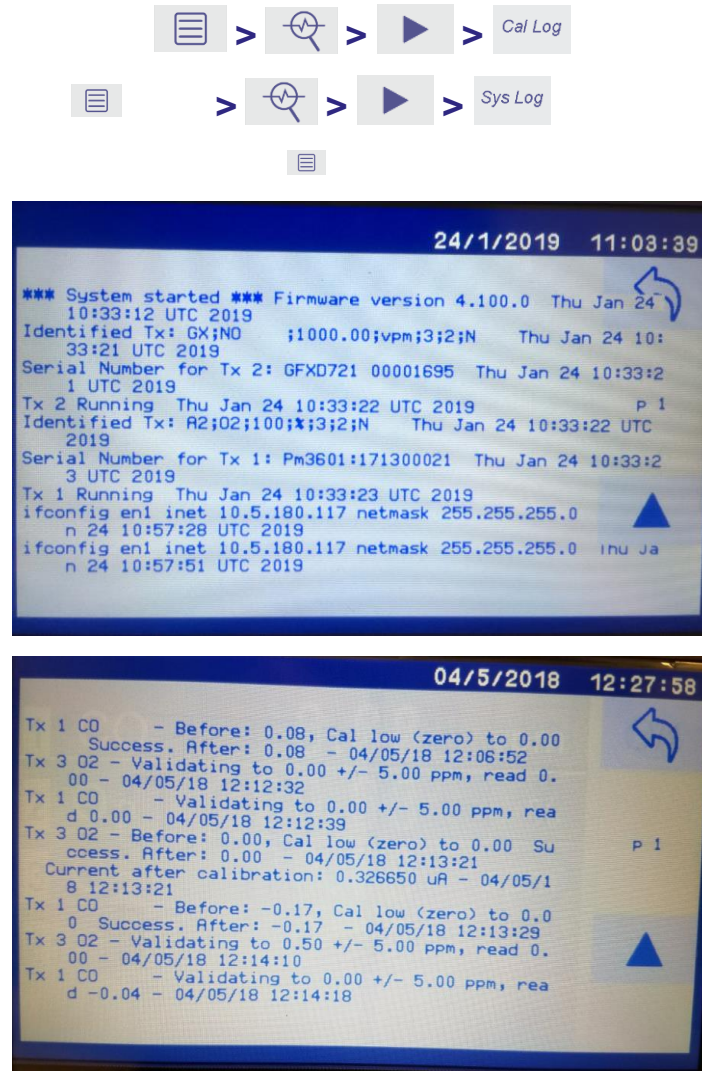 > > > Cal Log
> > > Sys Log
24/1/2019 11:03:39
*** System started *** Firmware version 4.100.0 Thu Jan 24
10:33:12 UTC 2019
Identified Tx: GX;NO ;1000.00;vpm;3;2;N Thu Jan 24 10:
33:21 UTC 2019
Serial Number for Tx 2: GFXD721 00001695 Thu Jan 24 10:33:2
1 UTC 2019
Tx 2 Running Thu Jan 24 10:33:22 UTC 2019
p 1
Identified Tx: A2;O2;100;%;3;2;N Thu Jan 24 10:33:22 UTC
2019
Serial Number for Tx 1: Pm3601:171300021 Thu Jan 24 10:33:2
3 UTC 2019
Tx 1 Running Thu Jan 24 10:33:23 UTC 2019
ifconfig en1 inet 10.5.180.117 netmask 255.255.255.0
n 24 10:57:28 UTC 2019
ifconfig en1 inet 10.5.180.117 netmask 255.255.255.0 Thu Ja
n 24 10:57:51 UTC 2019
04/5/2018 12:27:58
Tx 1 CO - Before: 0.08, Cal low (zero) to 0.00
Success. After: 0.08 - 04/05/18 12:06:52
Tx 3 O2 - Validating to 0.00 +/- 5.00 ppm, read 0.
00 - 04/05/18 12:12:32
Tx 1 CO - Validating to 0.00 +/- 5.00 ppm, rea
d 0.00 - 04/05/18 12:12:39
Tx 3 O2 - Before: 0.00, Cal low (zero) to 0.00 Su
ccess. After: 0.00 - 04/05/18 12:13:21
p 1
Current after calibration: 0.326650 uA - 04/05/1
8 12:13:21
Tx 1 CO - Before: -0.17, Cal low (zero) to 0.0
0 Success. After: -0.17 - 04/05/18 12:13:29
Tx 3 O2 - Validating to 0.50 +/- 5.00 ppm, read 0.
00 - 04/05/18 12:14:10
Tx 1 CO - Validating to 0.00 +/- 5.00 ppm, rea
d -0.04 - 04/05/18 12:14:18